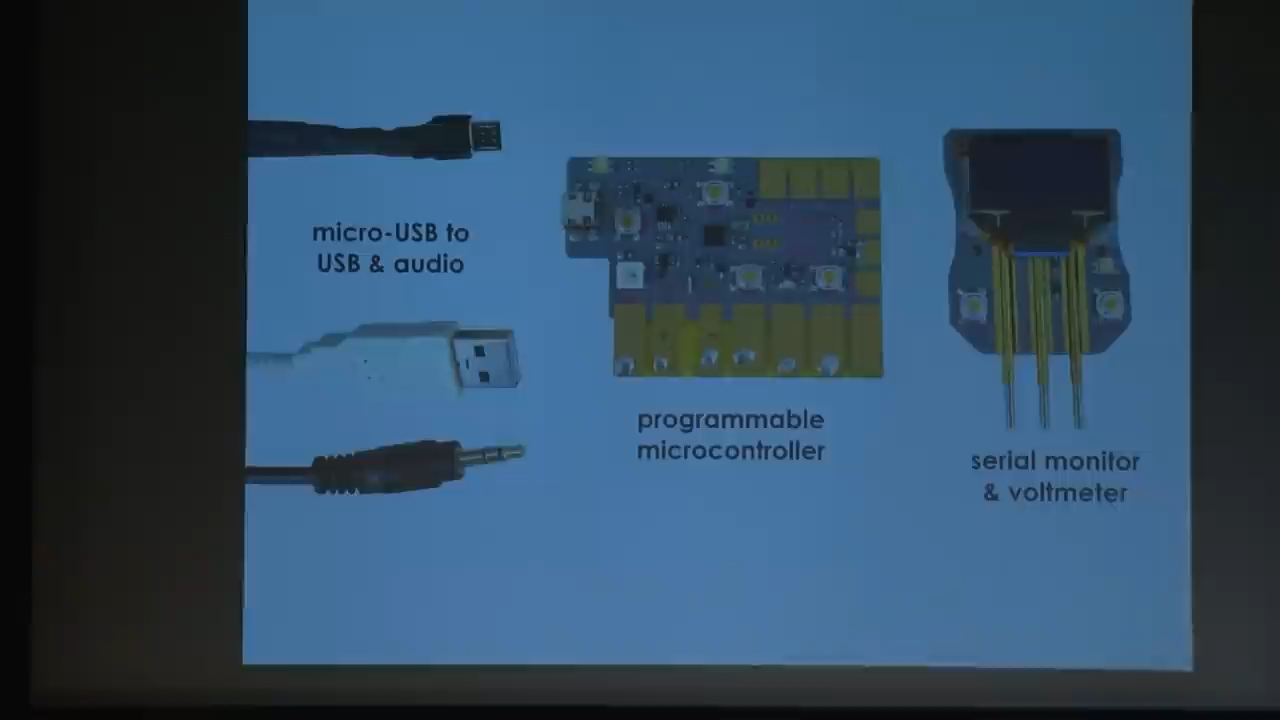 micro-USB to
USB & audio
programmable
microcontroller
serial monitor
& voltmeter